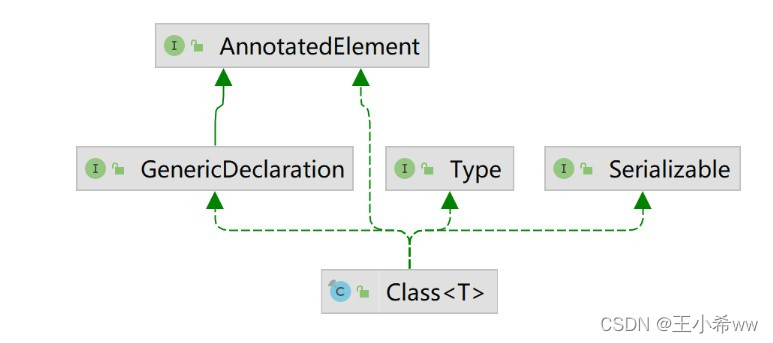 AnnotatedElement
GenericDeclaration
Type
Serializable
Class<T>
CSDN @王小希ww